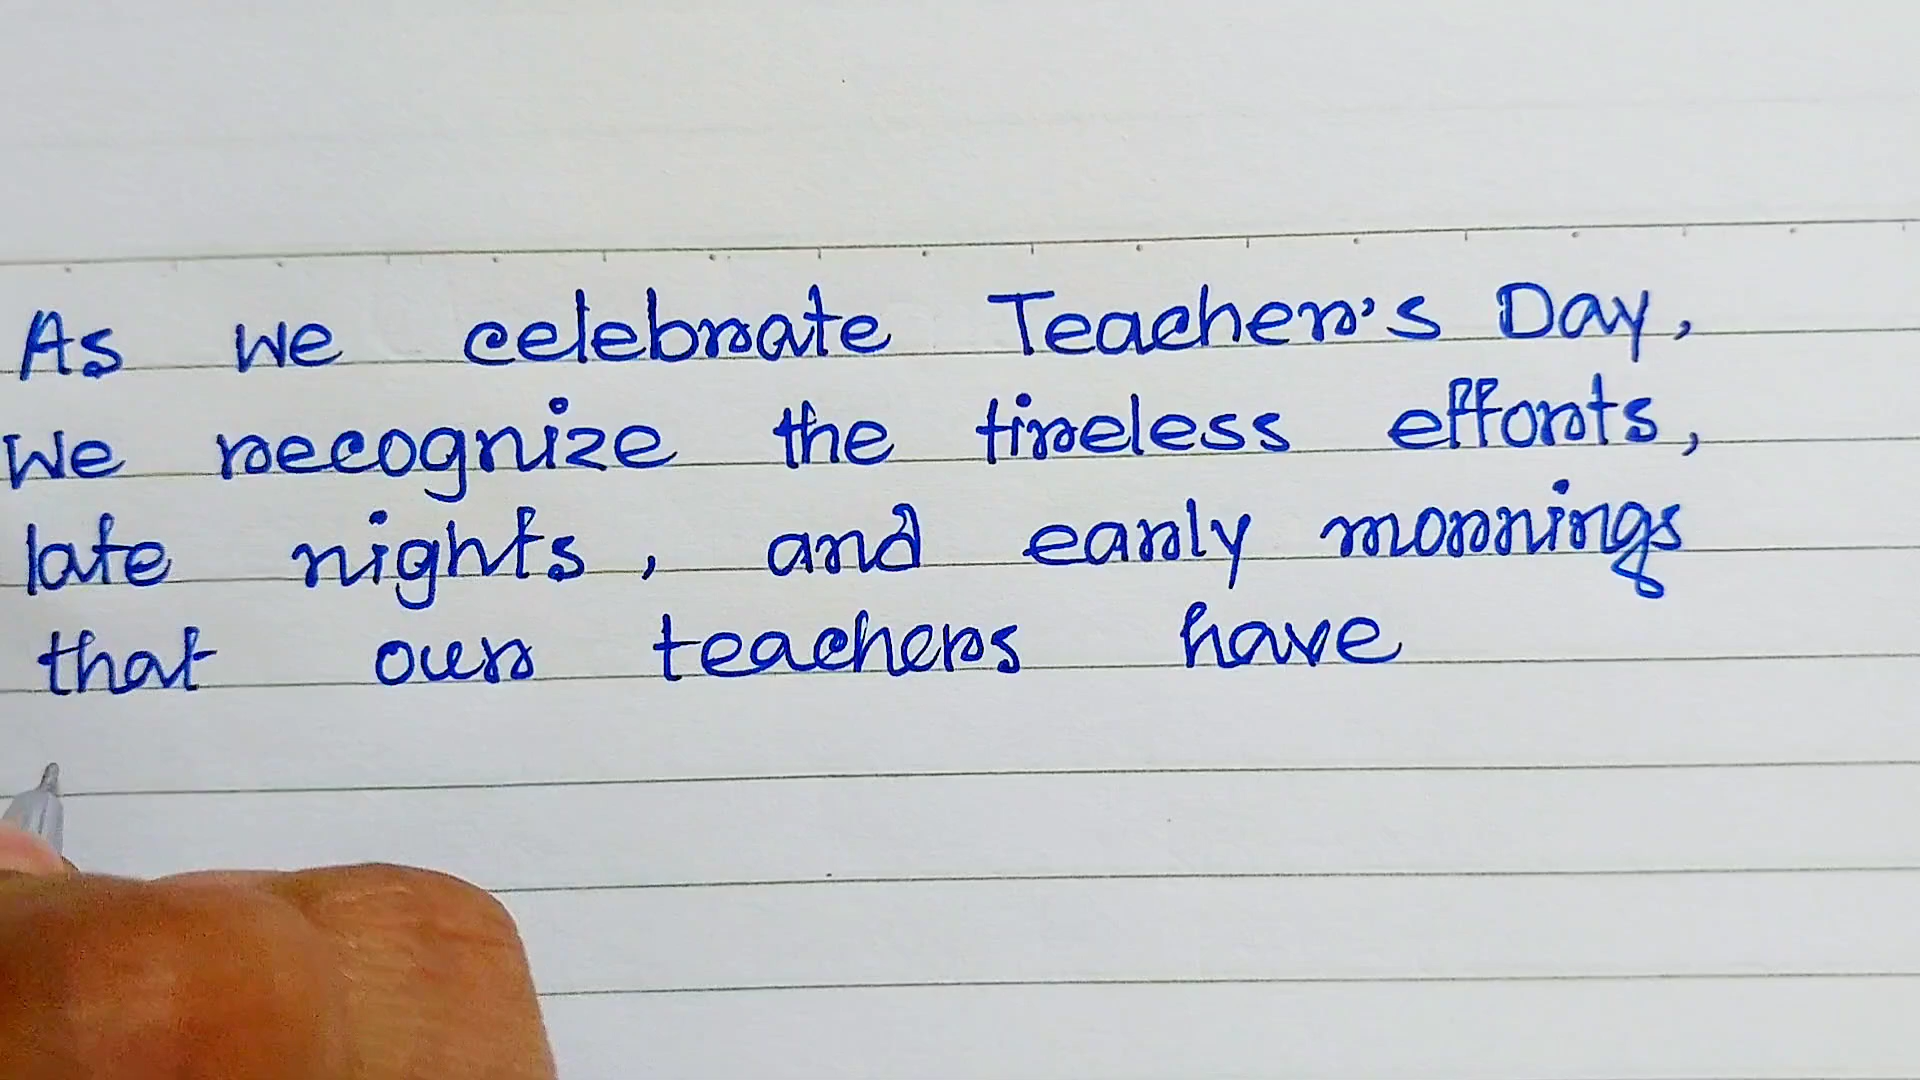 As we celebrate Teacher's Day,
We recognize the tireless efforts,
late nights, and early mornings
that our teachers have